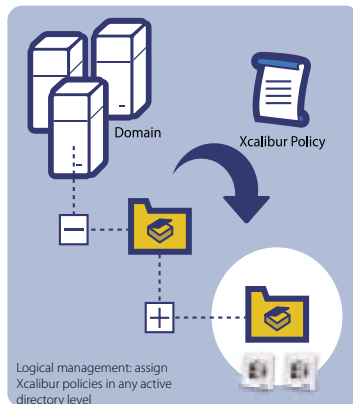 Domain
Xcalibur Policy
Logical management: assign
Xcalibur policies in any active
directory level